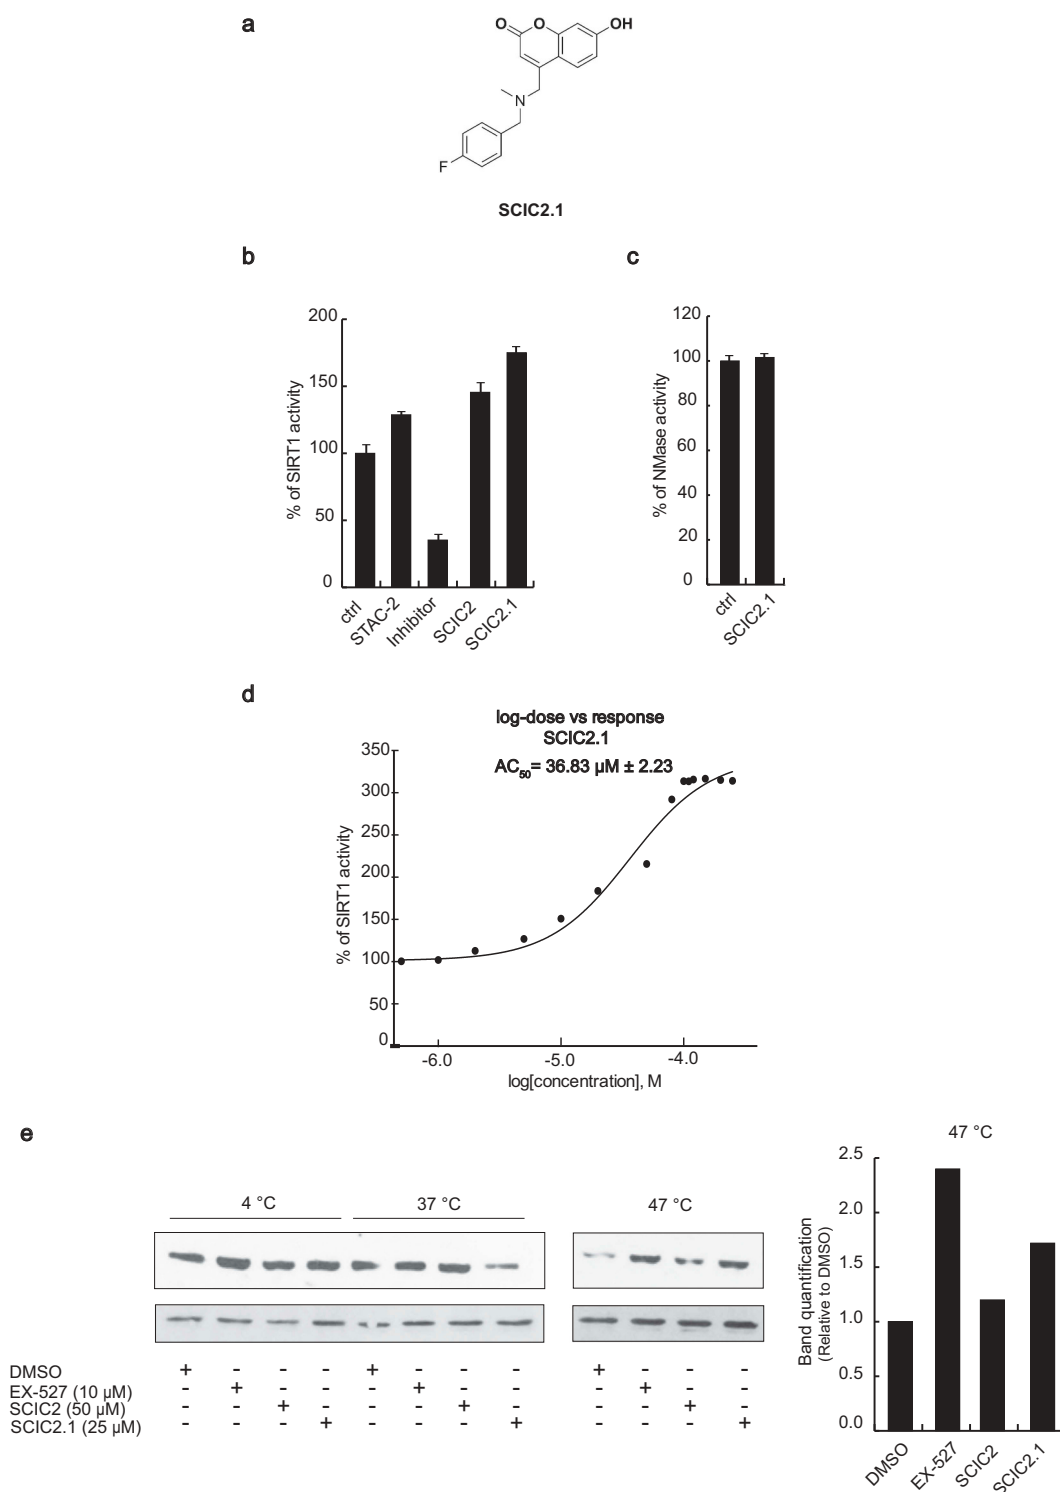 a
O O OH
N
F
SCIC2.1
b
% of SIRT1 activity
200
150
100
50
0
ctrl
STAC-2
Inhibitor
SCIC2
SCIC2.1
c
% of NMase activity
120
100
80
60
40
20
0
ctrl
SCIC2.1
d
log-dose vs response
SCIC2.1
AC50= 36.83 µM ± 2.23
% of SIRT1 activity
350
300
250
200
150
100
50
0
-6.0 -5.0 -4.0
log[concentration], M
e
4 °C 37 °C 47 °C
DMSO + - - - + - - - + - - -
EX-527 (10 µM) - + - - - + - - - + - -
SCIC2 (50 µM) - - + - - - + - - - + -
SCIC2.1 (25 µM) - - - + - - - + - - - +
47 °C
Band quantification
(Relative to DMSO)
2.5
2.0
1.5
1.0
0.5
0.0
DMSO
EX-527
SCIC2
SCIC2.1